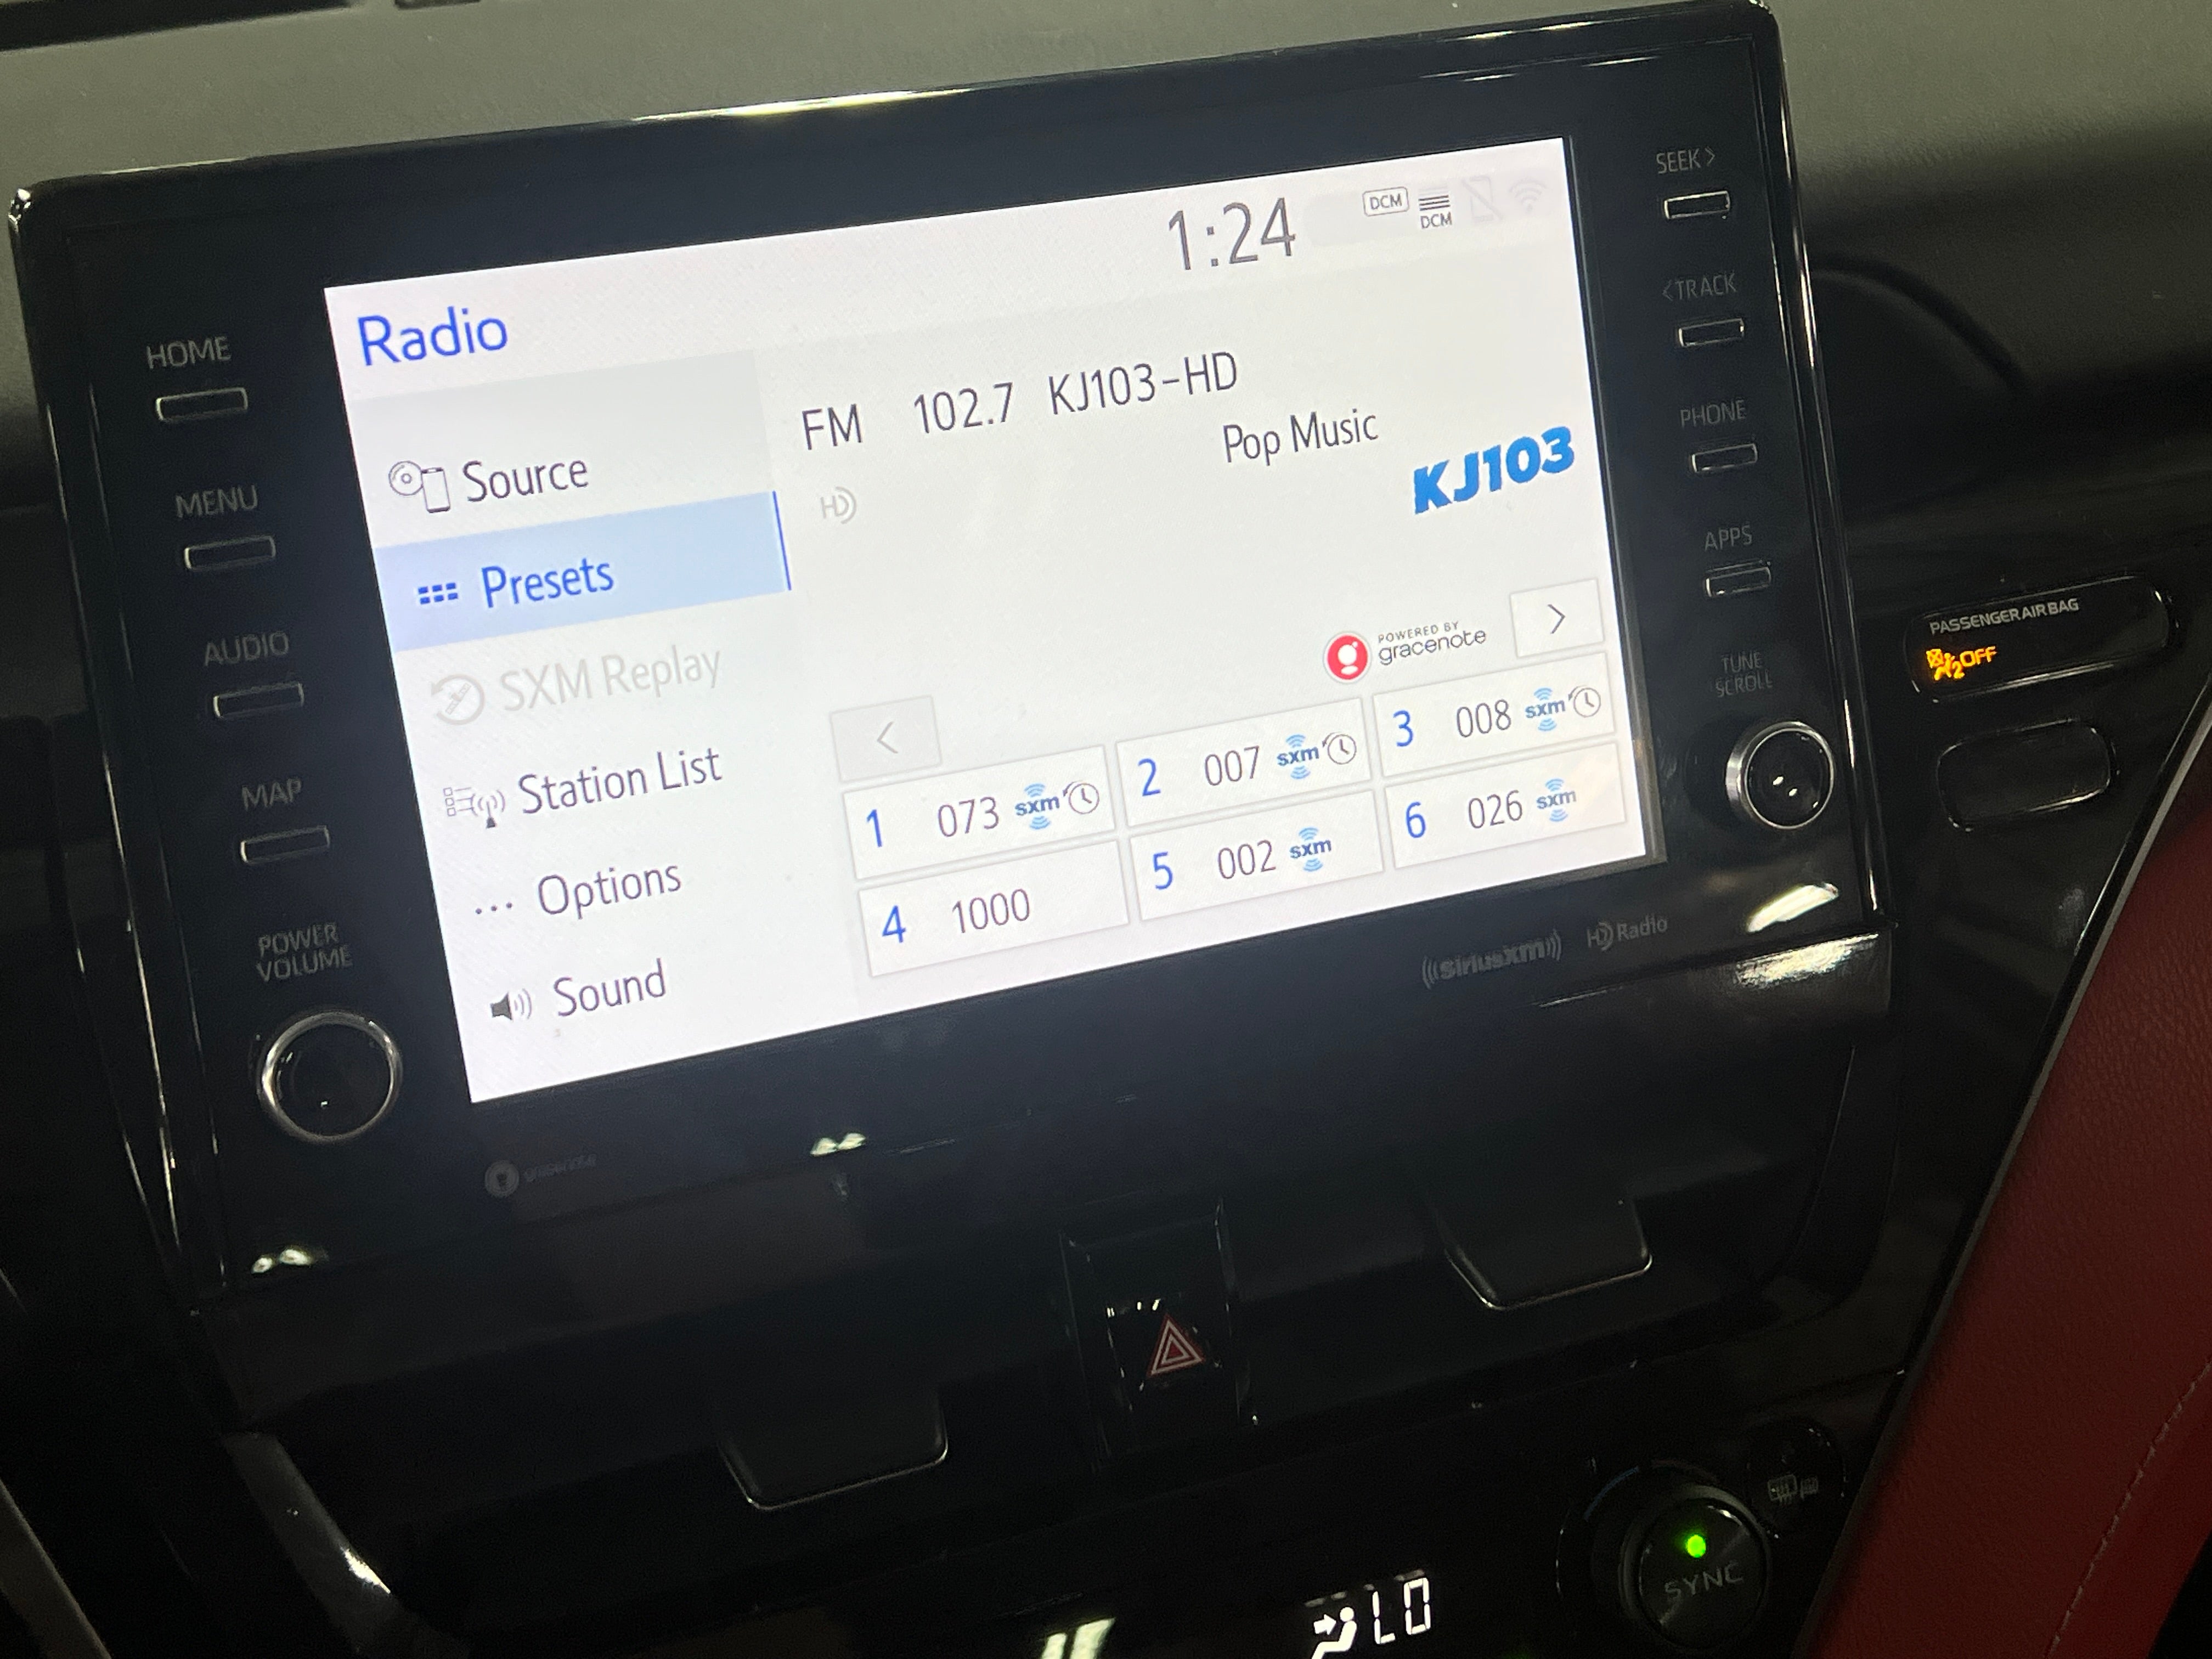 1:24
DCM
DCM
Radio
FM 102.7 KJ103-HD
Pop Music
KJ103
HD
Source
Presets
SXM Replay
Station List
Options
Sound
POWERED BY
gracenote
1 073 sxm
2 007 sxm
3 008 sxm
4 1000
5 002 sxm
6 026 sxm
HOME
MENU
AUDIO
MAP
POWER
VOLUME
SEEK >
< TRACK
PHONE
APPS
TUNE
SCROLL
PASSENGER AIR BAG
2 OFF
((siriusxm))
HD Radio
gracenote
LO
SYNC